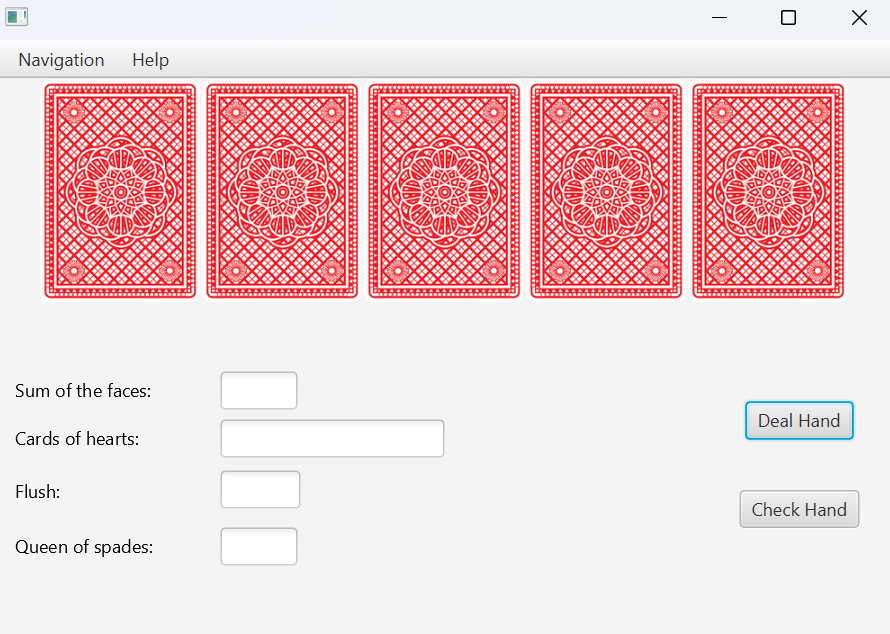 Navigation Help
Sum of the faces:
Deal Hand
Cards of hearts:
Flush:
Check Hand
Queen of spades: